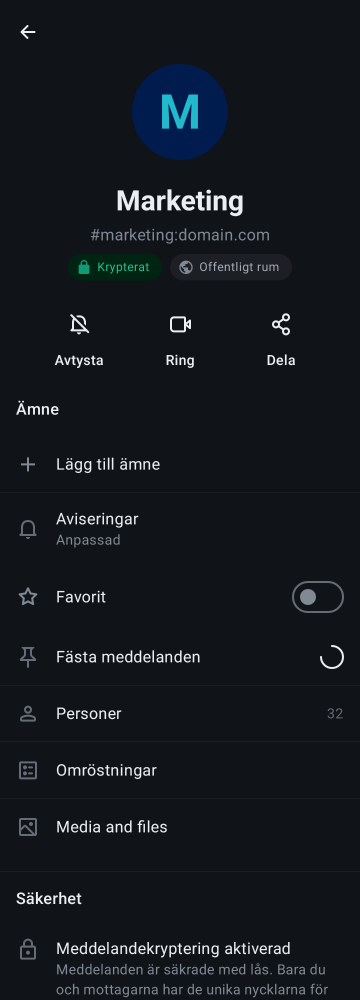 M
Marketing
#marketing:domain.com
Krypterat
Offentligt rum
Avtysta
Ring
Dela
Ämne
Lägg till ämne
Aviseringar
Anpassad
Favorit
Fästa meddelanden
Personer
32
Omröstningar
Media and files
Säkerhet
Meddelandekryptering aktiverad
Meddelanden är säkrade med lås. Bara du
och mottagarna har de unika nycklarna för